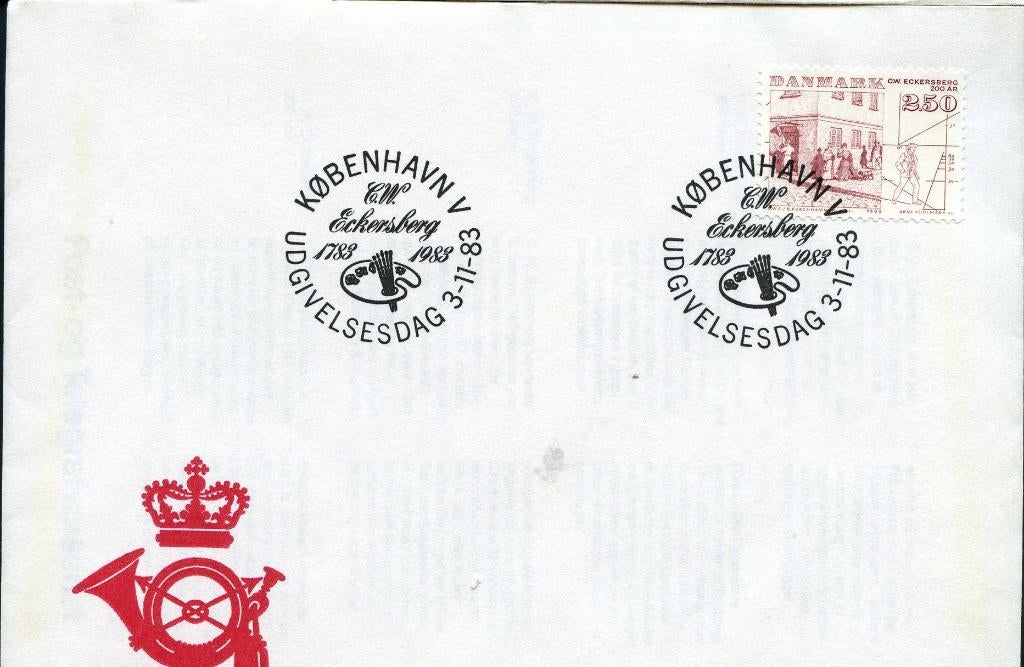 DANMARK C.W. ECKERSBERG
200 ÅR
2.50
KØBENHAVN V
C.W.
Eckersberg
1783 1983
UDGIVELSESDAG 3-11-83
KØBENHAVN V
C.W.
Eckersberg
1783 1983
UDGIVELSESDAG 3-11-83